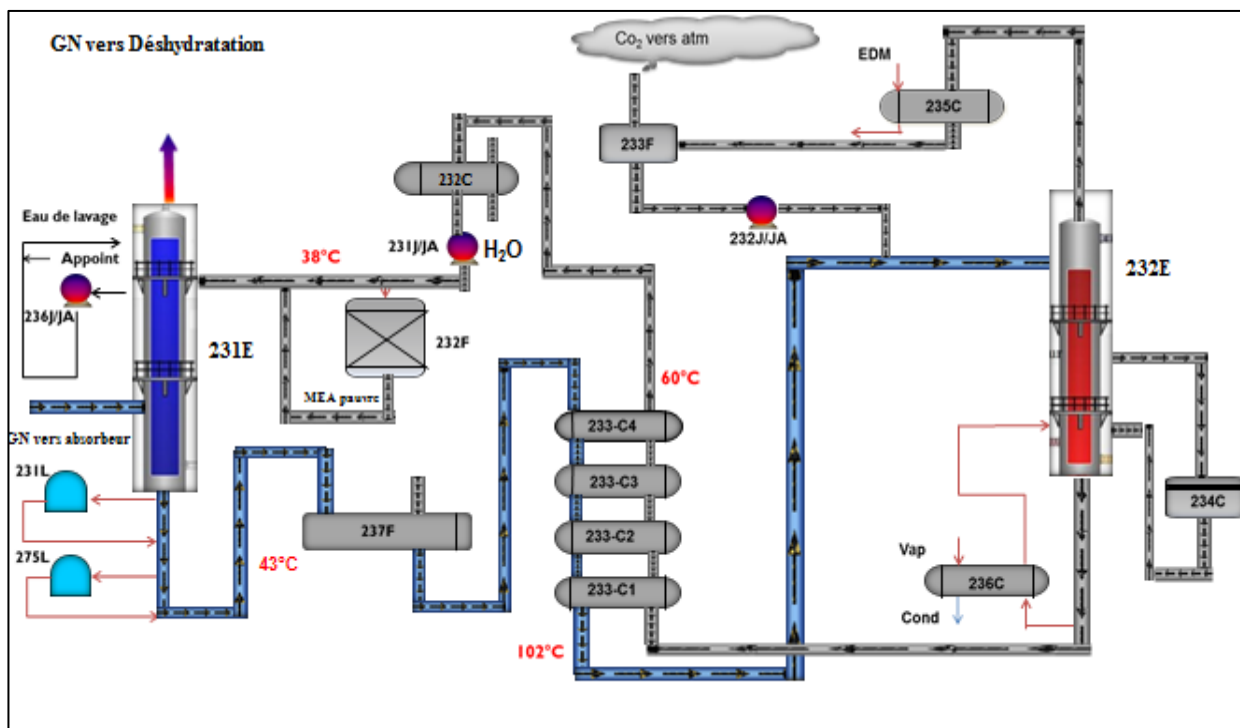 GN vers Déshydratation
Co2 vers atm
EDM
235C
233F
232C
Eau de lavage
Appoint
236J/JA
231J/JA
H2O
38°C
232J/JA
232E
231E
232F
MEA pauvre
60°C
GN vers absorbeur
231L
275L
43°C
237F
233-C4
233-C3
233-C2
233-C1
102°C
234C
Vap
236C
Cond